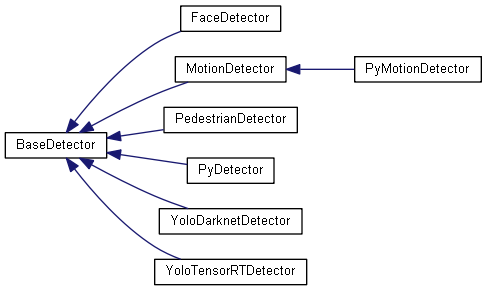 FaceDetector
MotionDetector
PyMotionDetector
PedestrianDetector
BaseDetector
PyDetector
YoloDarknetDetector
YoloTensorRTDetector